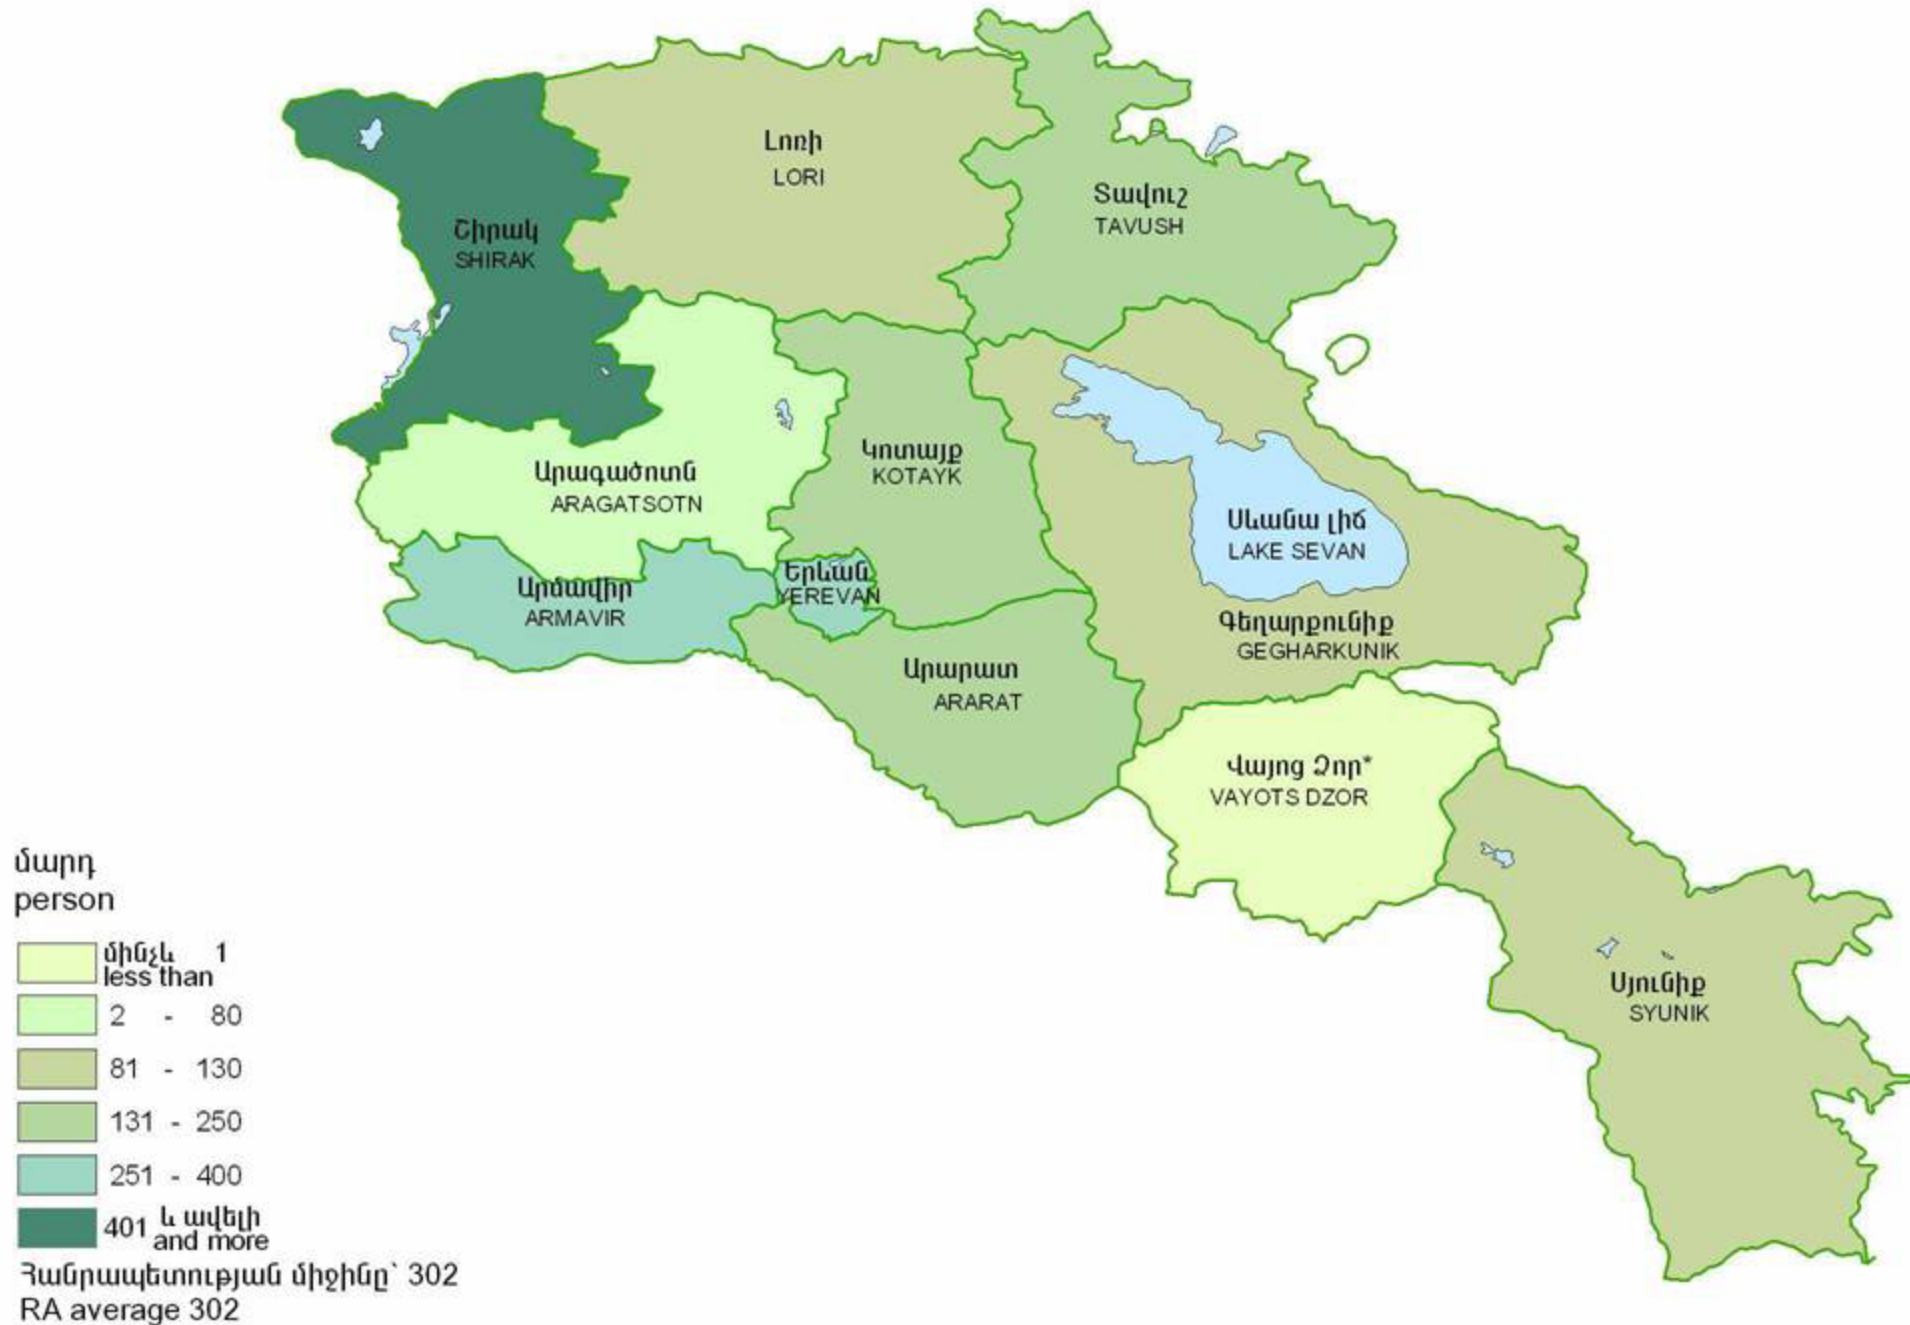 Լոռի
LORI
Տավուշ
TAVUSH
Շիրակ
SHIRAK
Կոտայք
KOTAYK
Արագածոտն
ARAGATSOTN
Սևանա լիճ
LAKE SEVAN
Երևան
YEREVAN
Արմավիր
ARMAVIR
Գեղարքունիք
GEGHARKUNIK
Արարատ
ARARAT
Վայոց Ձոր*
VAYOTS DZOR
Սյունիք
SYUNIK
մարդ
person
մինչև 1
less than
2 - 80
81 - 130
131 - 250
251 - 400
401 և ավելի
and more
Հանրապետության միջինը՝ 302
RA average 302